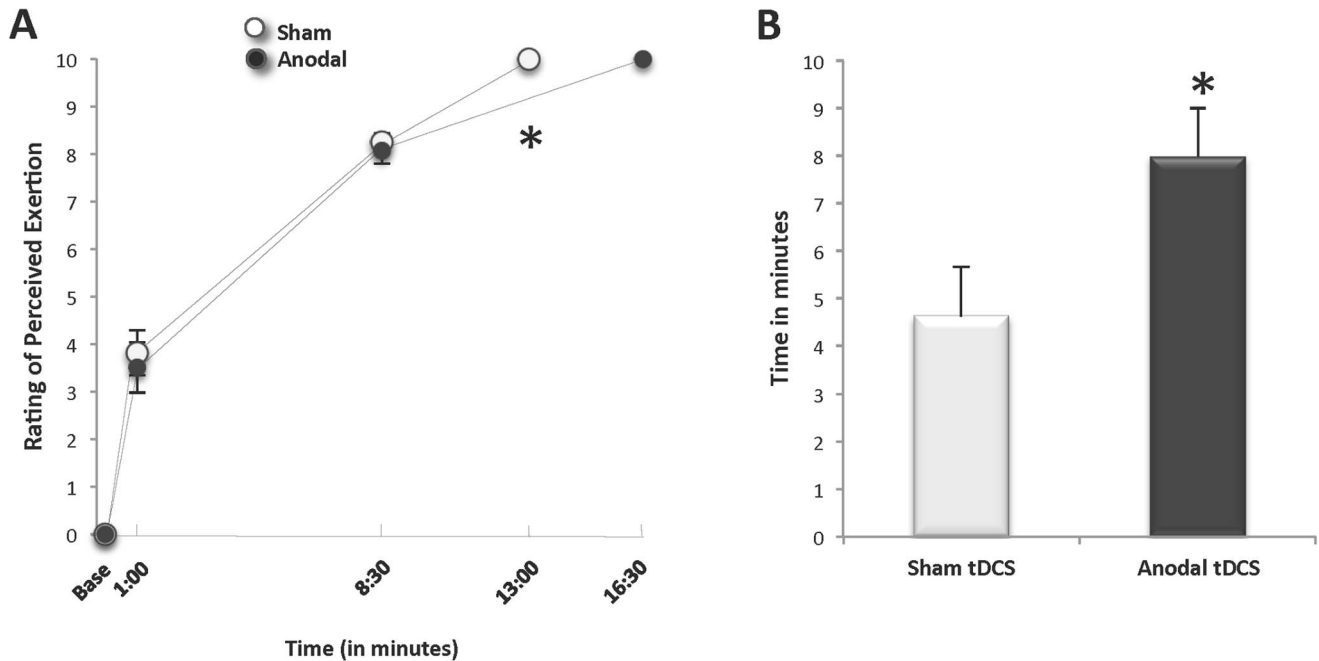 A
Sham
Anodal
Rating of Perceived Exertion
10
9
8
7
6
5
4
3
2
1
0
*
Base
1:00
8:30
13:00
16:30
Time (in minutes)
B
Time in minutes
10
9
8
7
6
5
4
3
2
1
0
*
Sham tDCS
Anodal tDCS